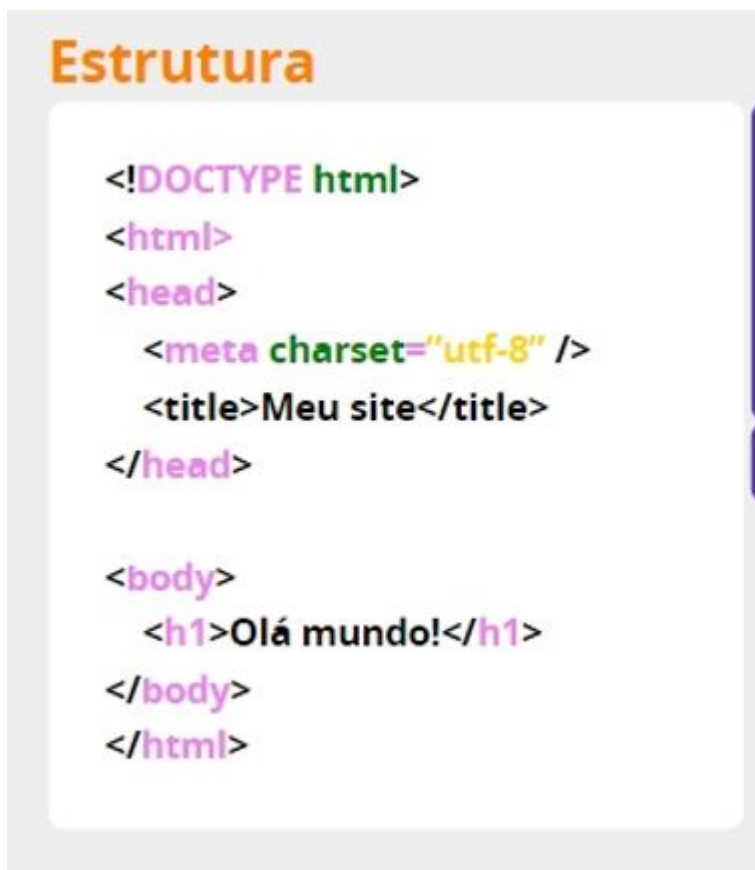 Estrutura
<!DOCTYPE html>
<html>
<head>
<meta charset=”utf-8” />
<title>Meu site</title>
</head>
<body>
<h1>Olá mundo!</h1>
</body>
</html>